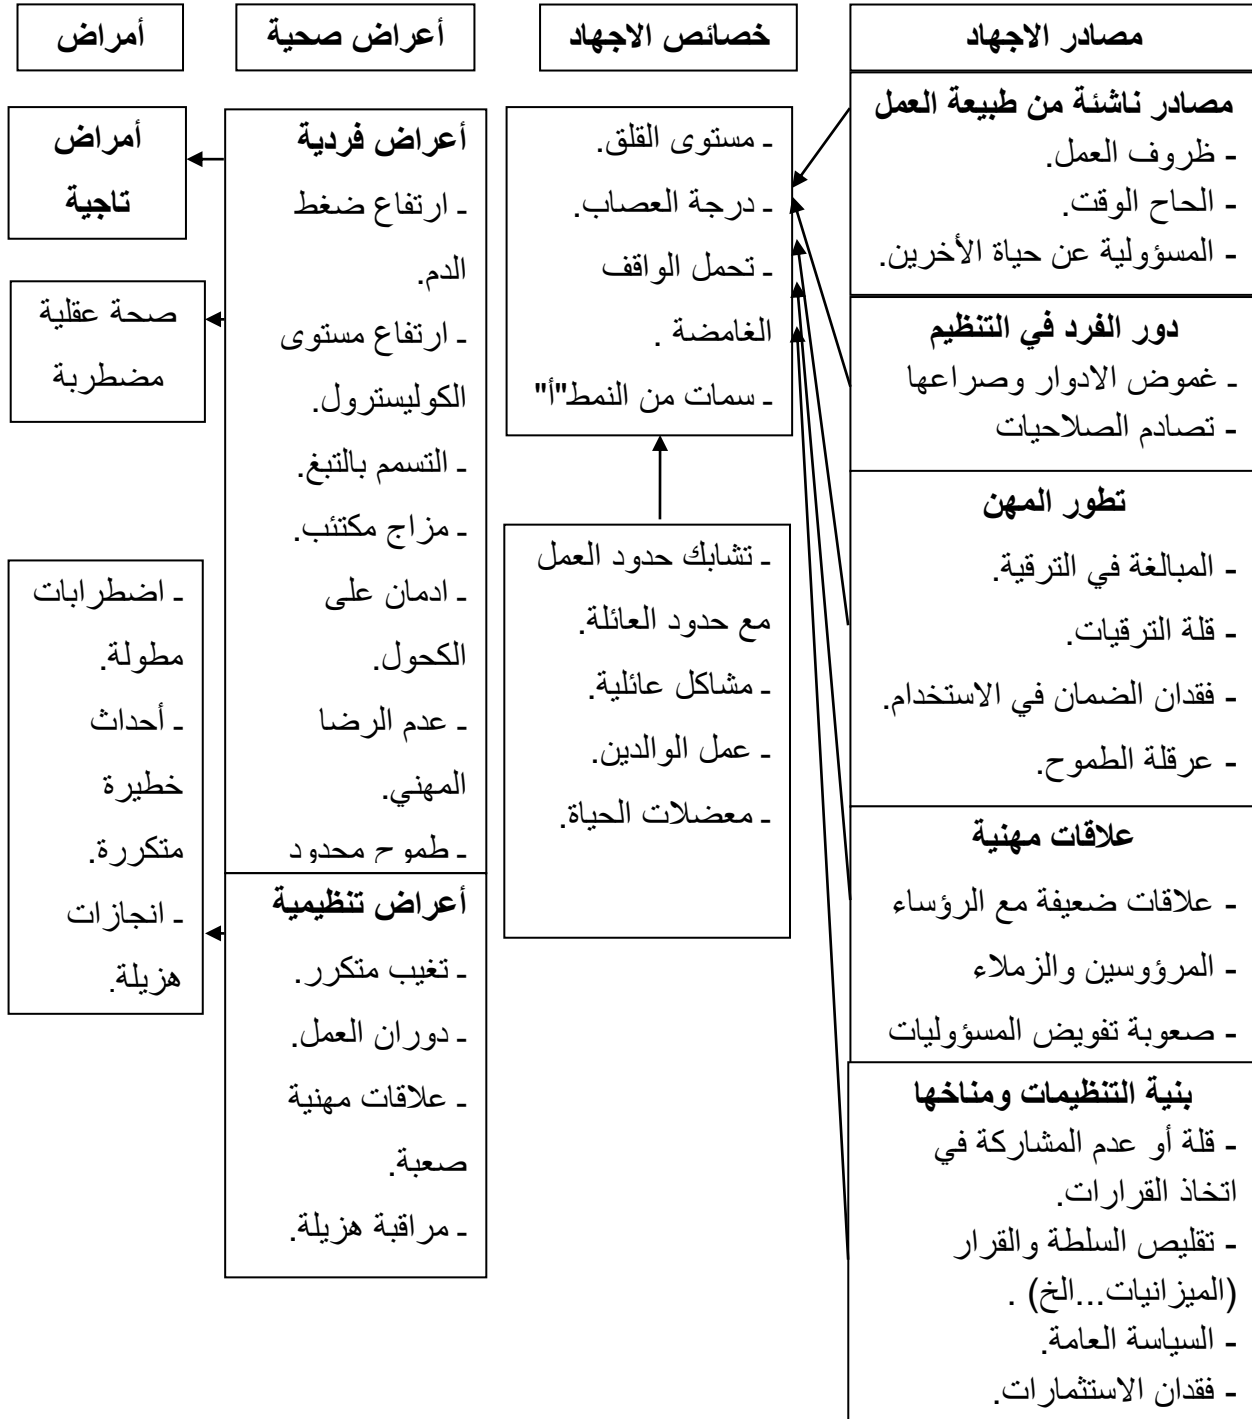 مصادر الاجهاد
خصائص الاجهاد
أعراض صحية
أمراض
مصادر ناشئة من طبيعة العمل
- ظروف العمل.
- الحاح الوقت.
- المسؤولية عن حياة الأخرين.
دور الفرد في التنظيم
- غموض الادوار وصراعها
- تصادم الصلاحيات
تطور المهن
- المبالغة في الترقية.
- قلة الترقيات.
- فقدان الضمان في الاستخدام.
- عرقلة الطموح.
علاقات مهنية
- علاقات ضعيفة مع الرؤساء
- المرؤوسين والزملاء
- صعوبة تفويض المسؤوليات
بنية التنظيمات ومناخها
- قلة أو عدم المشاركة في
اتخاذ القرارات.
- تقليص السلطة والقرار
(الميزانيات...الخ) .
- السياسة العامة.
- فقدان الاستثمارات.
ـ مستوى القلق.
ـ درجة العصاب.
ـ تحمل الواقف
الغامضة .
ـ سمات من النمط"أ"
ـ تشابك حدود العمل
مع حدود العائلة.
ـ مشاكل عائلية.
ـ عمل الوالدين.
ـ معضلات الحياة.
أعراض فردية
ـ ارتفاع ضغط
الدم.
ـ ارتفاع مستوى
الكوليسترول.
ـ التسمم بالتبغ.
ـ مزاج مكتئب.
ـ ادمان على
الكحول.
ـ عدم الرضا
المهني.
ـ طموح محدود
أعراض تنظيمية
ـ تغيب متكرر.
ـ دوران العمل.
ـ علاقات مهنية
صعبة.
ـ مراقبة هزيلة.
أمراض
تاجية
صحة عقلية
مضطربة
ـ اضطرابات
مطولة.
ـ أحداث
خطيرة
متكررة.
ـ انجازات
هزيلة.